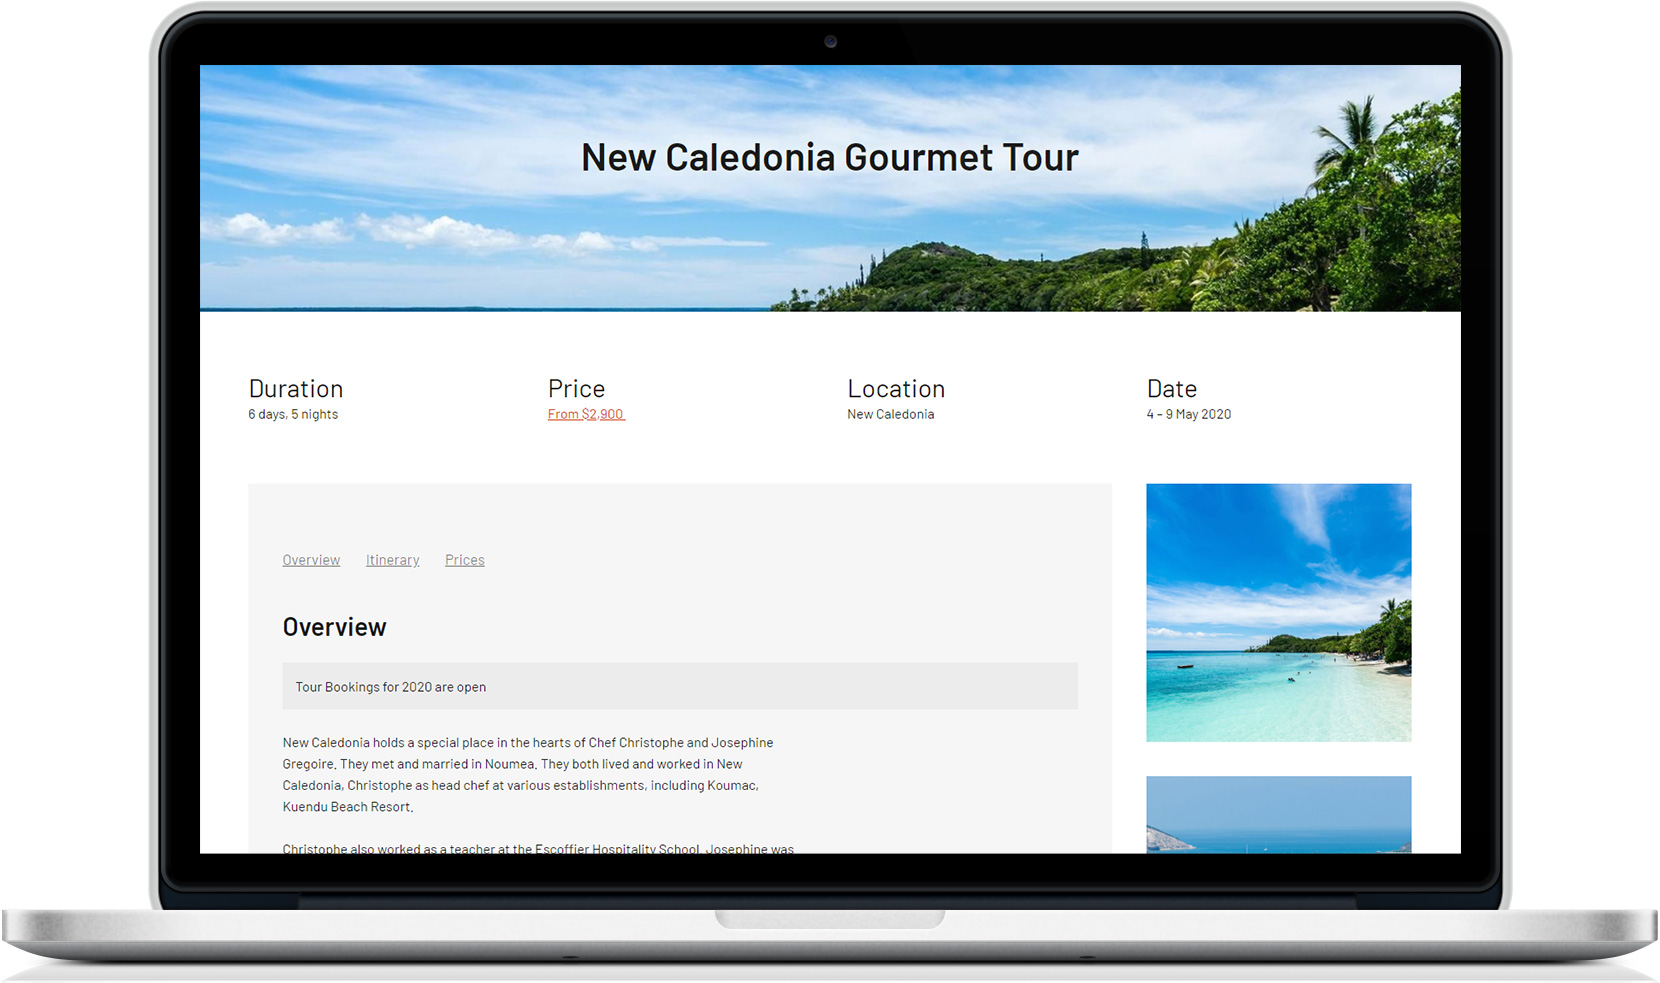 New Caledonia Gourmet Tour
Duration
6 days, 5 nights
Price
From $2,900
Location
New Caledonia
Date
4 – 9 May 2020
Overview Itinerary Prices
Overview
Tour Bookings for 2020 are open
New Caledonia holds a special place in the hearts of Chef Christophe and Josephine
Gregoire. They met and married in Noumea. They both lived and worked in New
Caledonia, Christophe as head chef at various establishments, including Koumac,
Kuendu Beach Resort.
Christophe also worked as a teacher at the Escoffier Hospitality School. Josephine was